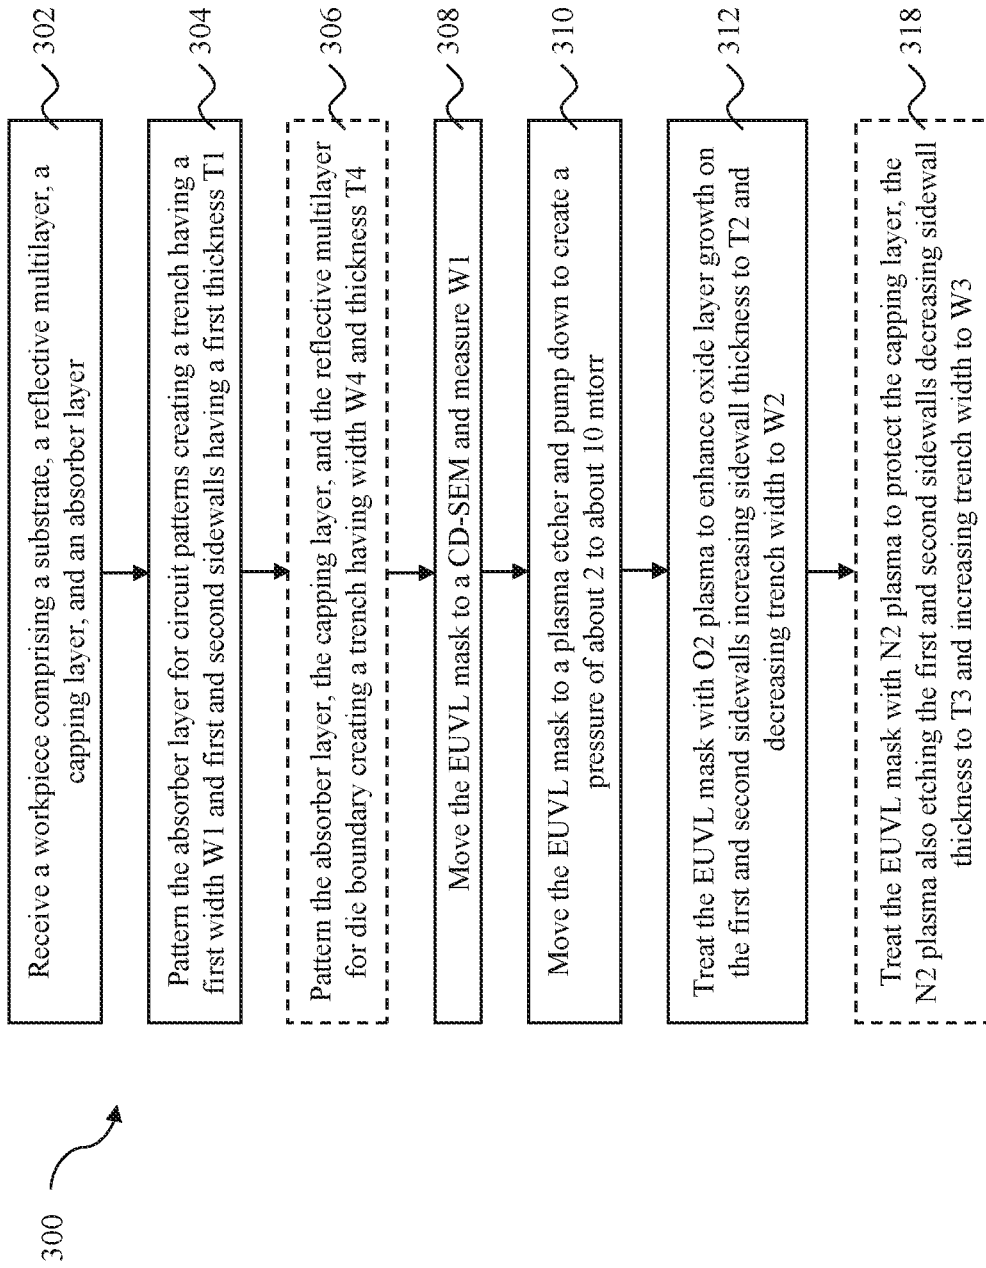 300
Receive a workpiece comprising a substrate, a reflective multilayer, a
capping layer, and an absorber layer
302
Pattern the absorber layer for circuit patterns creating a trench having a
first width W1 and first and second sidewalls having a first thickness T1
304
Pattern the absorber layer, the capping layer, and the reflective multilayer
for die boundary creating a trench having width W4 and thickness T4
306
Move the EUVL mask to a CD-SEM and measure W1
308
Move the EUVL mask to a plasma etcher and pump down to create a
pressure of about 2 to about 10 mtorr
310
Treat the EUVL mask with O2 plasma to enhance oxide layer growth on
the first and second sidewalls increasing sidewall thickness to T2 and
decreasing trench width to W2
312
Treat the EUVL mask with N2 plasma to protect the capping layer, the
N2 plasma also etching the first and second sidewalls decreasing sidewall
thickness to T3 and increasing trench width to W3
318